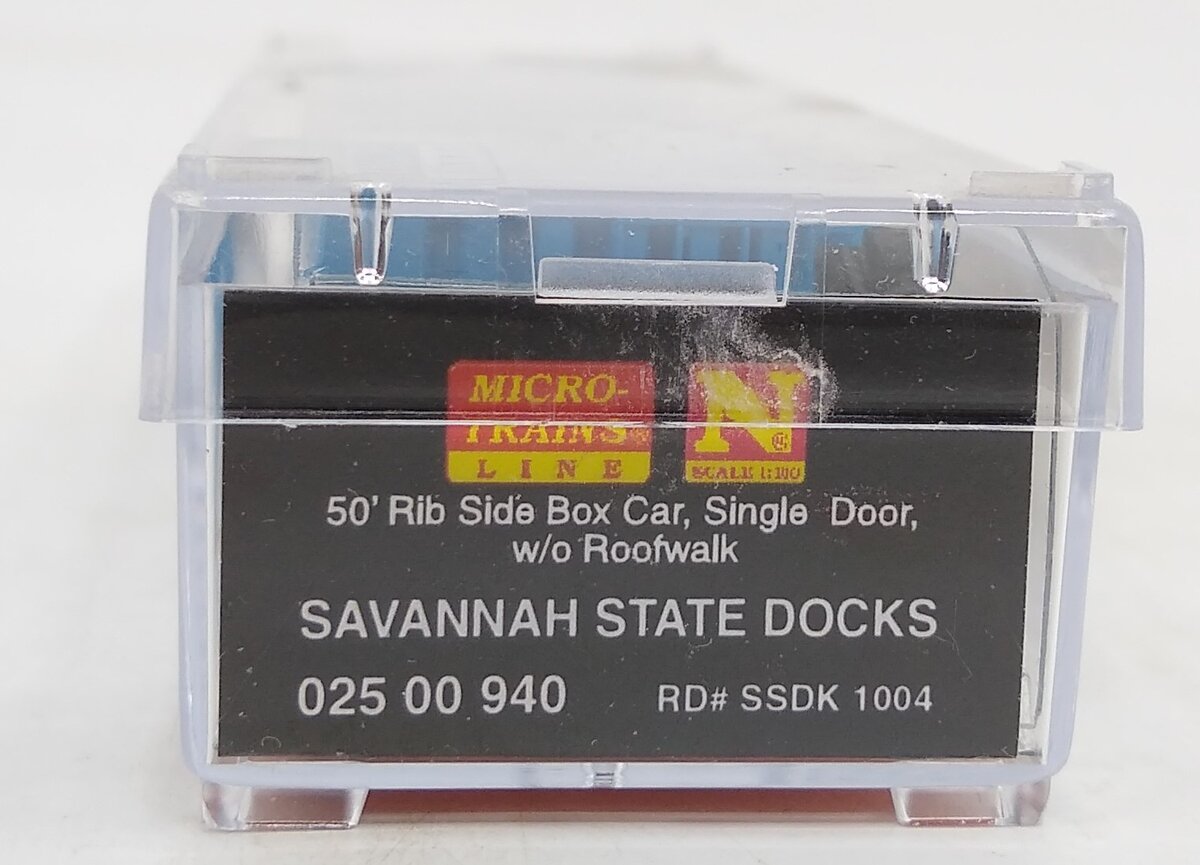 MICRO-
TRAINS®
LINE
N
SCALE 1:160
50' Rib Side Box Car, Single Door,
w/o Roofwalk
SAVANNAH STATE DOCKS
025 00 940
RD# SSDK 1004